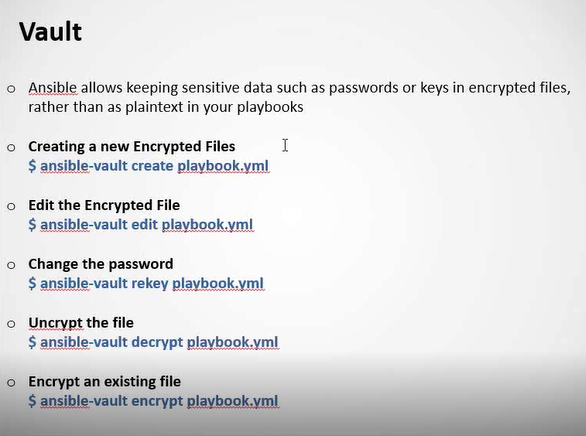 Vault
o Ansible allows keeping sensitive data such as passwords or keys in encrypted files,
rather than as plaintext in your playbooks
o Creating a new Encrypted Files
$ ansible-vault create playbook.yml
o Edit the Encrypted File
$ ansible-vault edit playbook.yml
o Change the password
$ ansible-vault rekey playbook.yml
o Uncrypt the file
$ ansible-vault decrypt playbook.yml
o Encrypt an existing file
$ ansible-vault encrypt playbook.yml